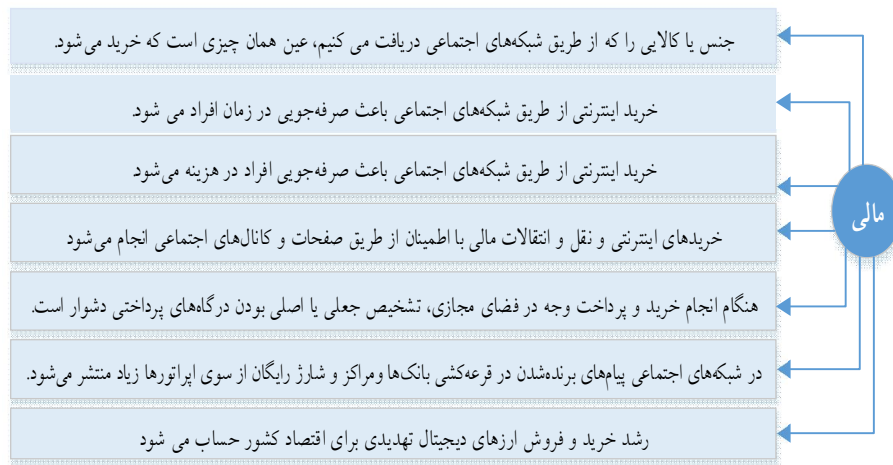 جنس یا کالایی را که از طریق شبکه‌های اجتماعی دریافت می کنیم، عین همان چیزی است که خرید می‌شود.
خرید اینترنتی از طریق شبکه‌های اجتماعی باعث صرفه‌جویی در زمان افراد می شود
خرید اینترنتی از طریق شبکه‌های اجتماعی باعث صرفه‌جویی افراد در هزینه می‌شود
مالی
خریدهای اینترنتی و نقل و انتقالات مالی با اطمینان از طریق صفحات و کانال‌های اجتماعی انجام می‌شود
هنگام انجام خرید و پرداخت وجه در فضای مجازی، تشخیص جعلی یا اصلی بودن درگاه‌های پرداختی دشوار است.
در شبکه‌های اجتماعی پیام‌های برنده‌شدن در قرعه‌کشی بانک‌ها ومراکز و شارژ رایگان از سوی اپراتورها زیاد منتشر می‌شود.
رشد خرید و فروش ارزهای دیجیتال تهدیدی برای اقتصاد کشور حساب می شود